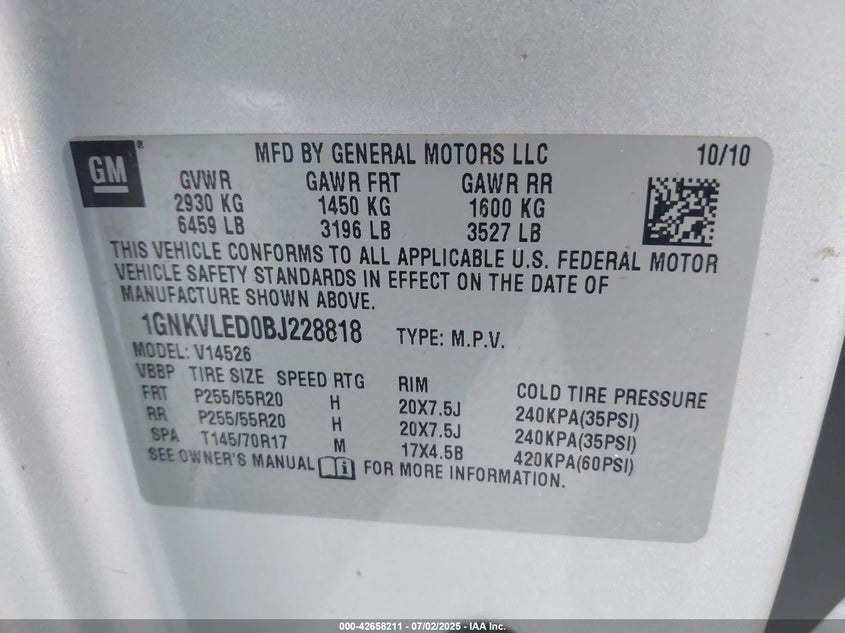 GM® MFD BY GENERAL MOTORS LLC 10/10
GVWR GAWR FRT GAWR RR
2930 KG 1450 KG 1600 KG
6459 LB 3196 LB 3527 LB
THIS VEHICLE CONFORMS TO ALL APPLICABLE U.S. FEDERAL MOTOR
VEHICLE SAFETY STANDARDS IN EFFECT ON THE DATE OF
MANUFACTURE SHOWN ABOVE.
1GNKVLED0BJ228818 TYPE: M.P.V.
MODEL: V14526
VBBP TIRE SIZE SPEED RTG RIM COLD TIRE PRESSURE
FRT P255/55R20 H 20X7.5J 240KPA(35PSI)
RR P255/55R20 H 20X7.5J 240KPA(35PSI)
SPA T145/70R17 M 17X4.5B 420KPA(60PSI)
SEE OWNER'S MANUAL FOR MORE INFORMATION.
000-42658211 - 07/02/2025 - IAA Inc.